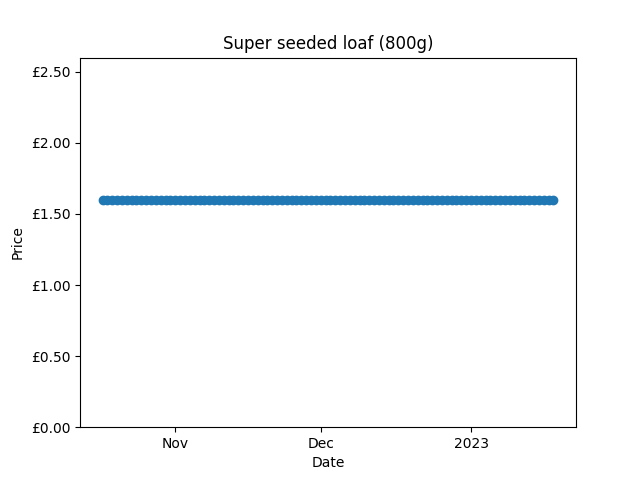 Super seeded loaf (800g)
£2.50
£2.00
£1.50
£1.00
£0.50
£0.00
Price
Nov Dec 2023
Date